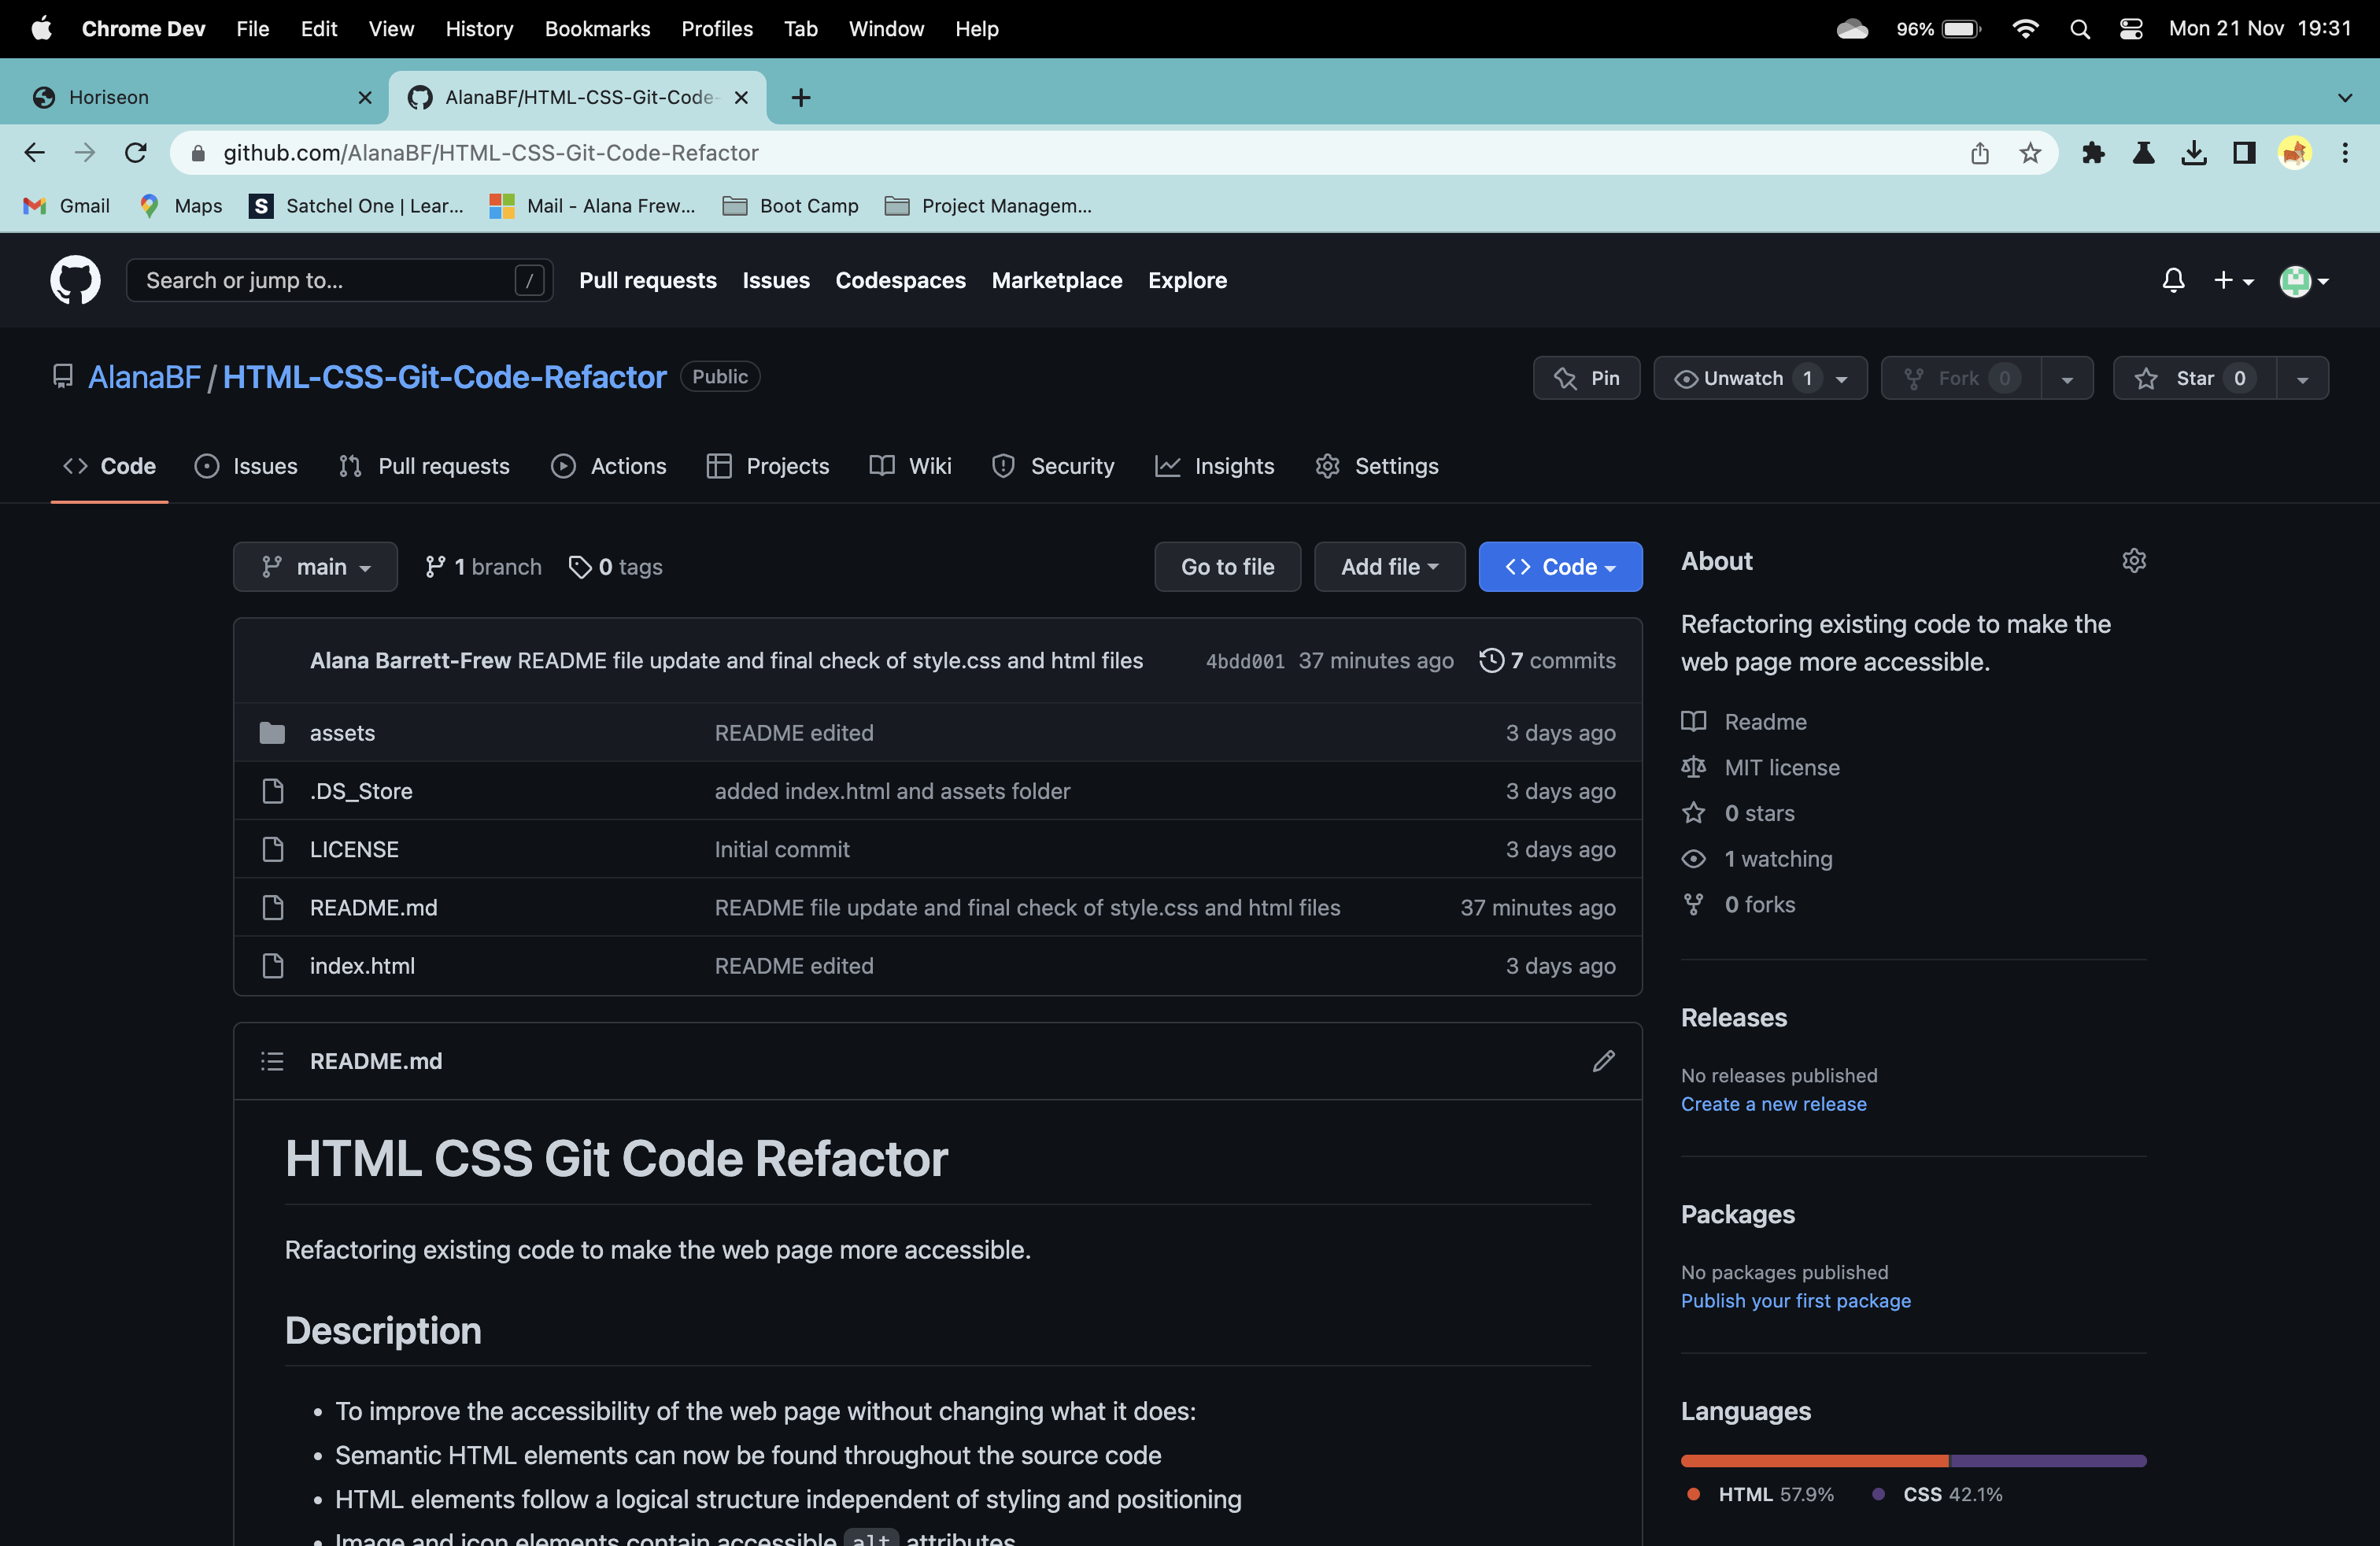 Chrome Dev File Edit View History Bookmarks Profiles Tab Window Help 96% Mon 21 Nov 19:31
Horiseon AlanaBF/HTML-CSS-Git-Code-
github.com/AlanaBF/HTML-CSS-Git-Code-Refactor
Gmail Maps S Satchel One | Lear... Mail - Alana Frew... Boot Camp Project Managem...
Search or jump to... / Pull requests Issues Codespaces Marketplace Explore
AlanaBF / HTML-CSS-Git-Code-Refactor Public Pin Unwatch 1 Fork 0 Star 0
Code Issues Pull requests Actions Projects Wiki Security Insights Settings
main 1 branch 0 tags Go to file Add file Code
Alana Barrett-Frew README file update and final check of style.css and html files 4bdd001 37 minutes ago 7 commits
assets README edited 3 days ago
.DS_Store added index.html and assets folder 3 days ago
LICENSE Initial commit 3 days ago
README.md README file update and final check of style.css and html files 37 minutes ago
index.html README edited 3 days ago
README.md
HTML CSS Git Code Refactor
Refactoring existing code to make the web page more accessible.
Description
To improve the accessibility of the web page without changing what it does:
Semantic HTML elements can now be found throughout the source code
HTML elements follow a logical structure independent of styling and positioning
Image and icon elements contain accessible alt attributes
About
Refactoring existing code to make the
web page more accessible.
Readme
MIT license
0 stars
1 watching
0 forks
Releases
No releases published
Create a new release
Packages
No packages published
Publish your first package
Languages
HTML 57.9% CSS 42.1%